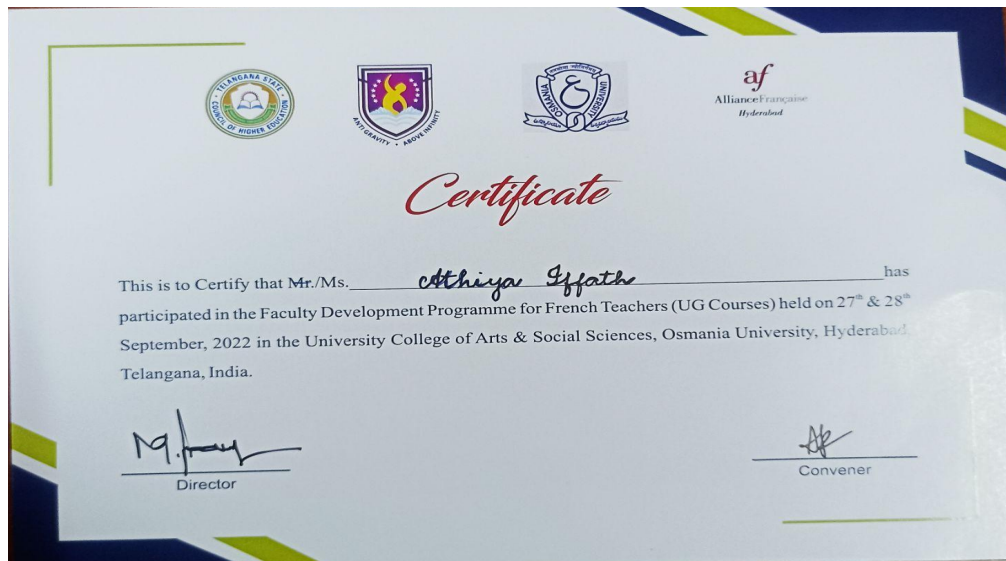 TELANGANA STATE
COUNCIL OF HIGHER EDUCATION
ANTI GRAVITY • ABOVE INFINITY
OSMANIA UNIVERSITY
af
AllianceFrançaise
Hyderabad
Certificate
This is to Certify that Mr./Ms. Athiya Iffath has
participated in the Faculty Development Programme for French Teachers (UG Courses) held on 27th & 28th
September, 2022 in the University College of Arts & Social Sciences, Osmania University, Hyderabad,
Telangana, India.
Director
Convener